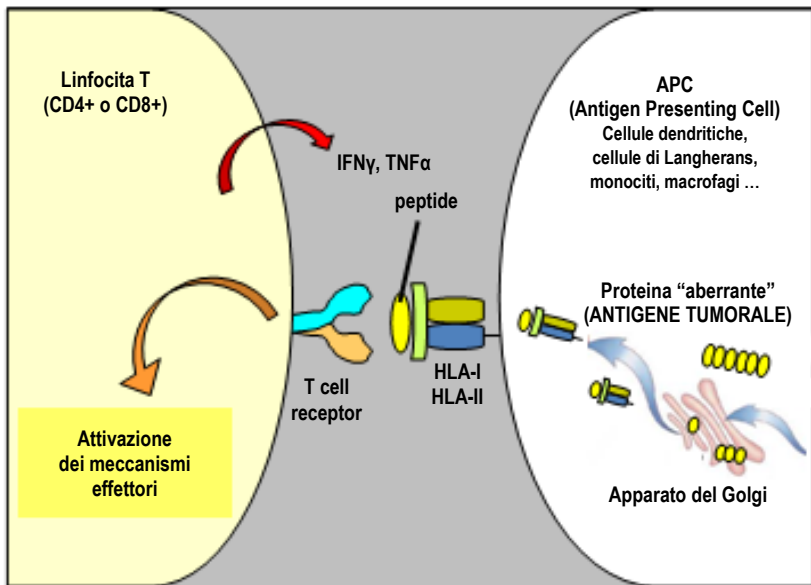 Linfocita T
(CD4+ o CD8+)
IFNγ, TNFα
peptide
T cell
receptor
HLA-I
HLA-II
Attivazione
dei meccanismi
effettori
APC
(Antigen Presenting Cell)
Cellule dendritiche,
cellule di Langherans,
monociti, macrofagi ...
Proteina “aberrante”
(ANTIGENE TUMORALE)
Apparato del Golgi